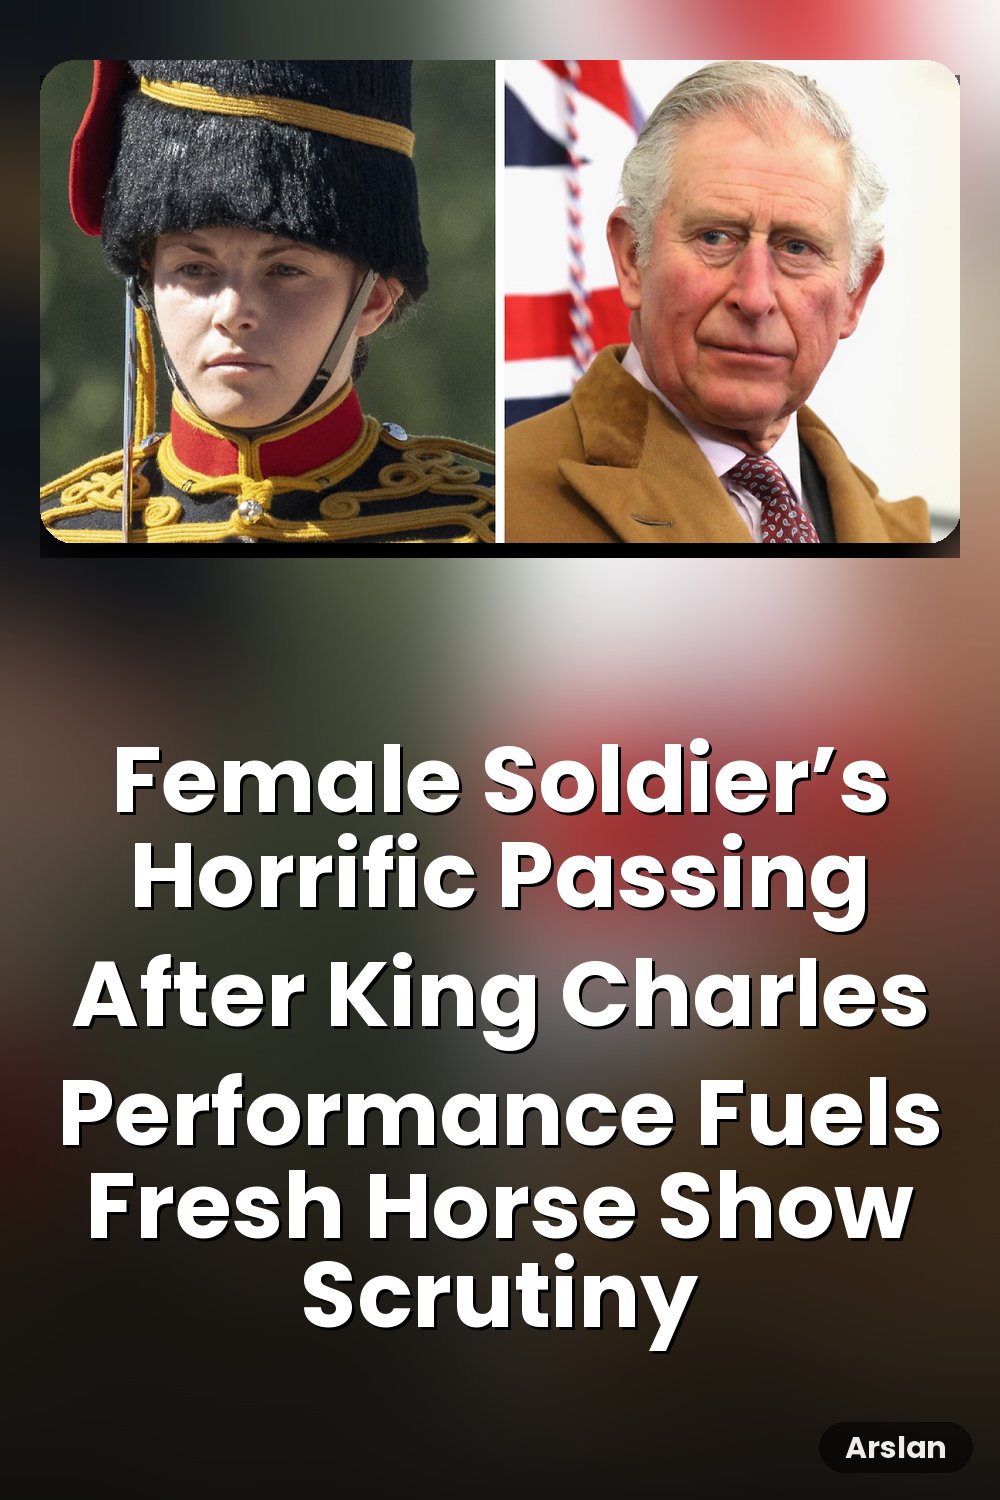 Female Soldier’s
Horrific Passing
After King Charles
Performance Fuels
Fresh Horse Show
Scrutiny
Arslan